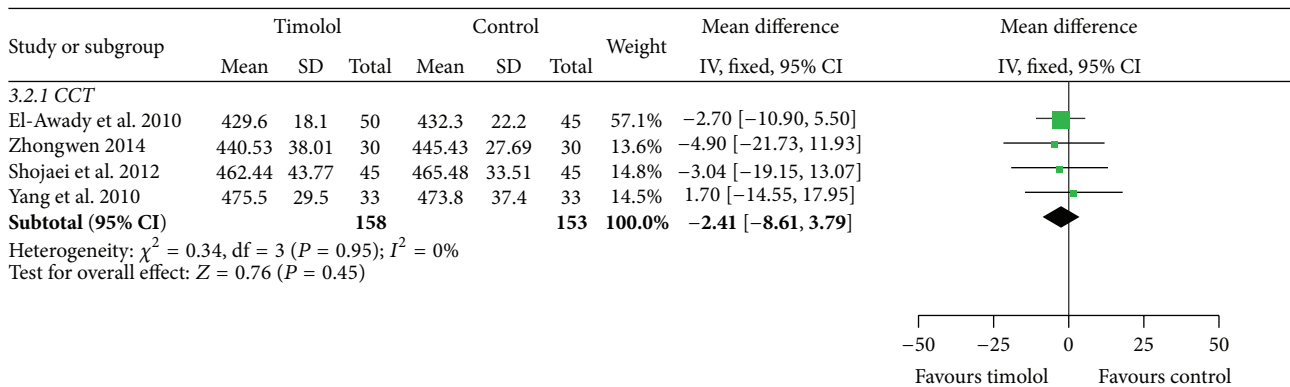 Study or subgroup Timolol Control Weight Mean difference Mean difference
Mean SD Total Mean SD Total IV, fixed, 95% CI IV, fixed, 95% CI
3.2.1 CCT
El-Awady et al. 2010 429.6 18.1 50 432.3 22.2 45 57.1% −2.70 [−10.90, 5.50]
Zhongwen 2014 440.53 38.01 30 445.43 27.69 30 13.6% −4.90 [−21.73, 11.93]
Shojaei et al. 2012 462.44 43.77 45 465.48 33.51 45 14.8% −3.04 [−19.15, 13.07]
Yang et al. 2010 475.5 29.5 33 473.8 37.4 33 14.5% 1.70 [−14.55, 17.95]
Subtotal (95% CI) 158 153 100.0% −2.41 [−8.61, 3.79]
Heterogeneity: χ² = 0.34, df = 3 (P = 0.95); I² = 0%
Test for overall effect: Z = 0.76 (P = 0.45)
−50 −25 0 25 50
Favours timolol Favours control